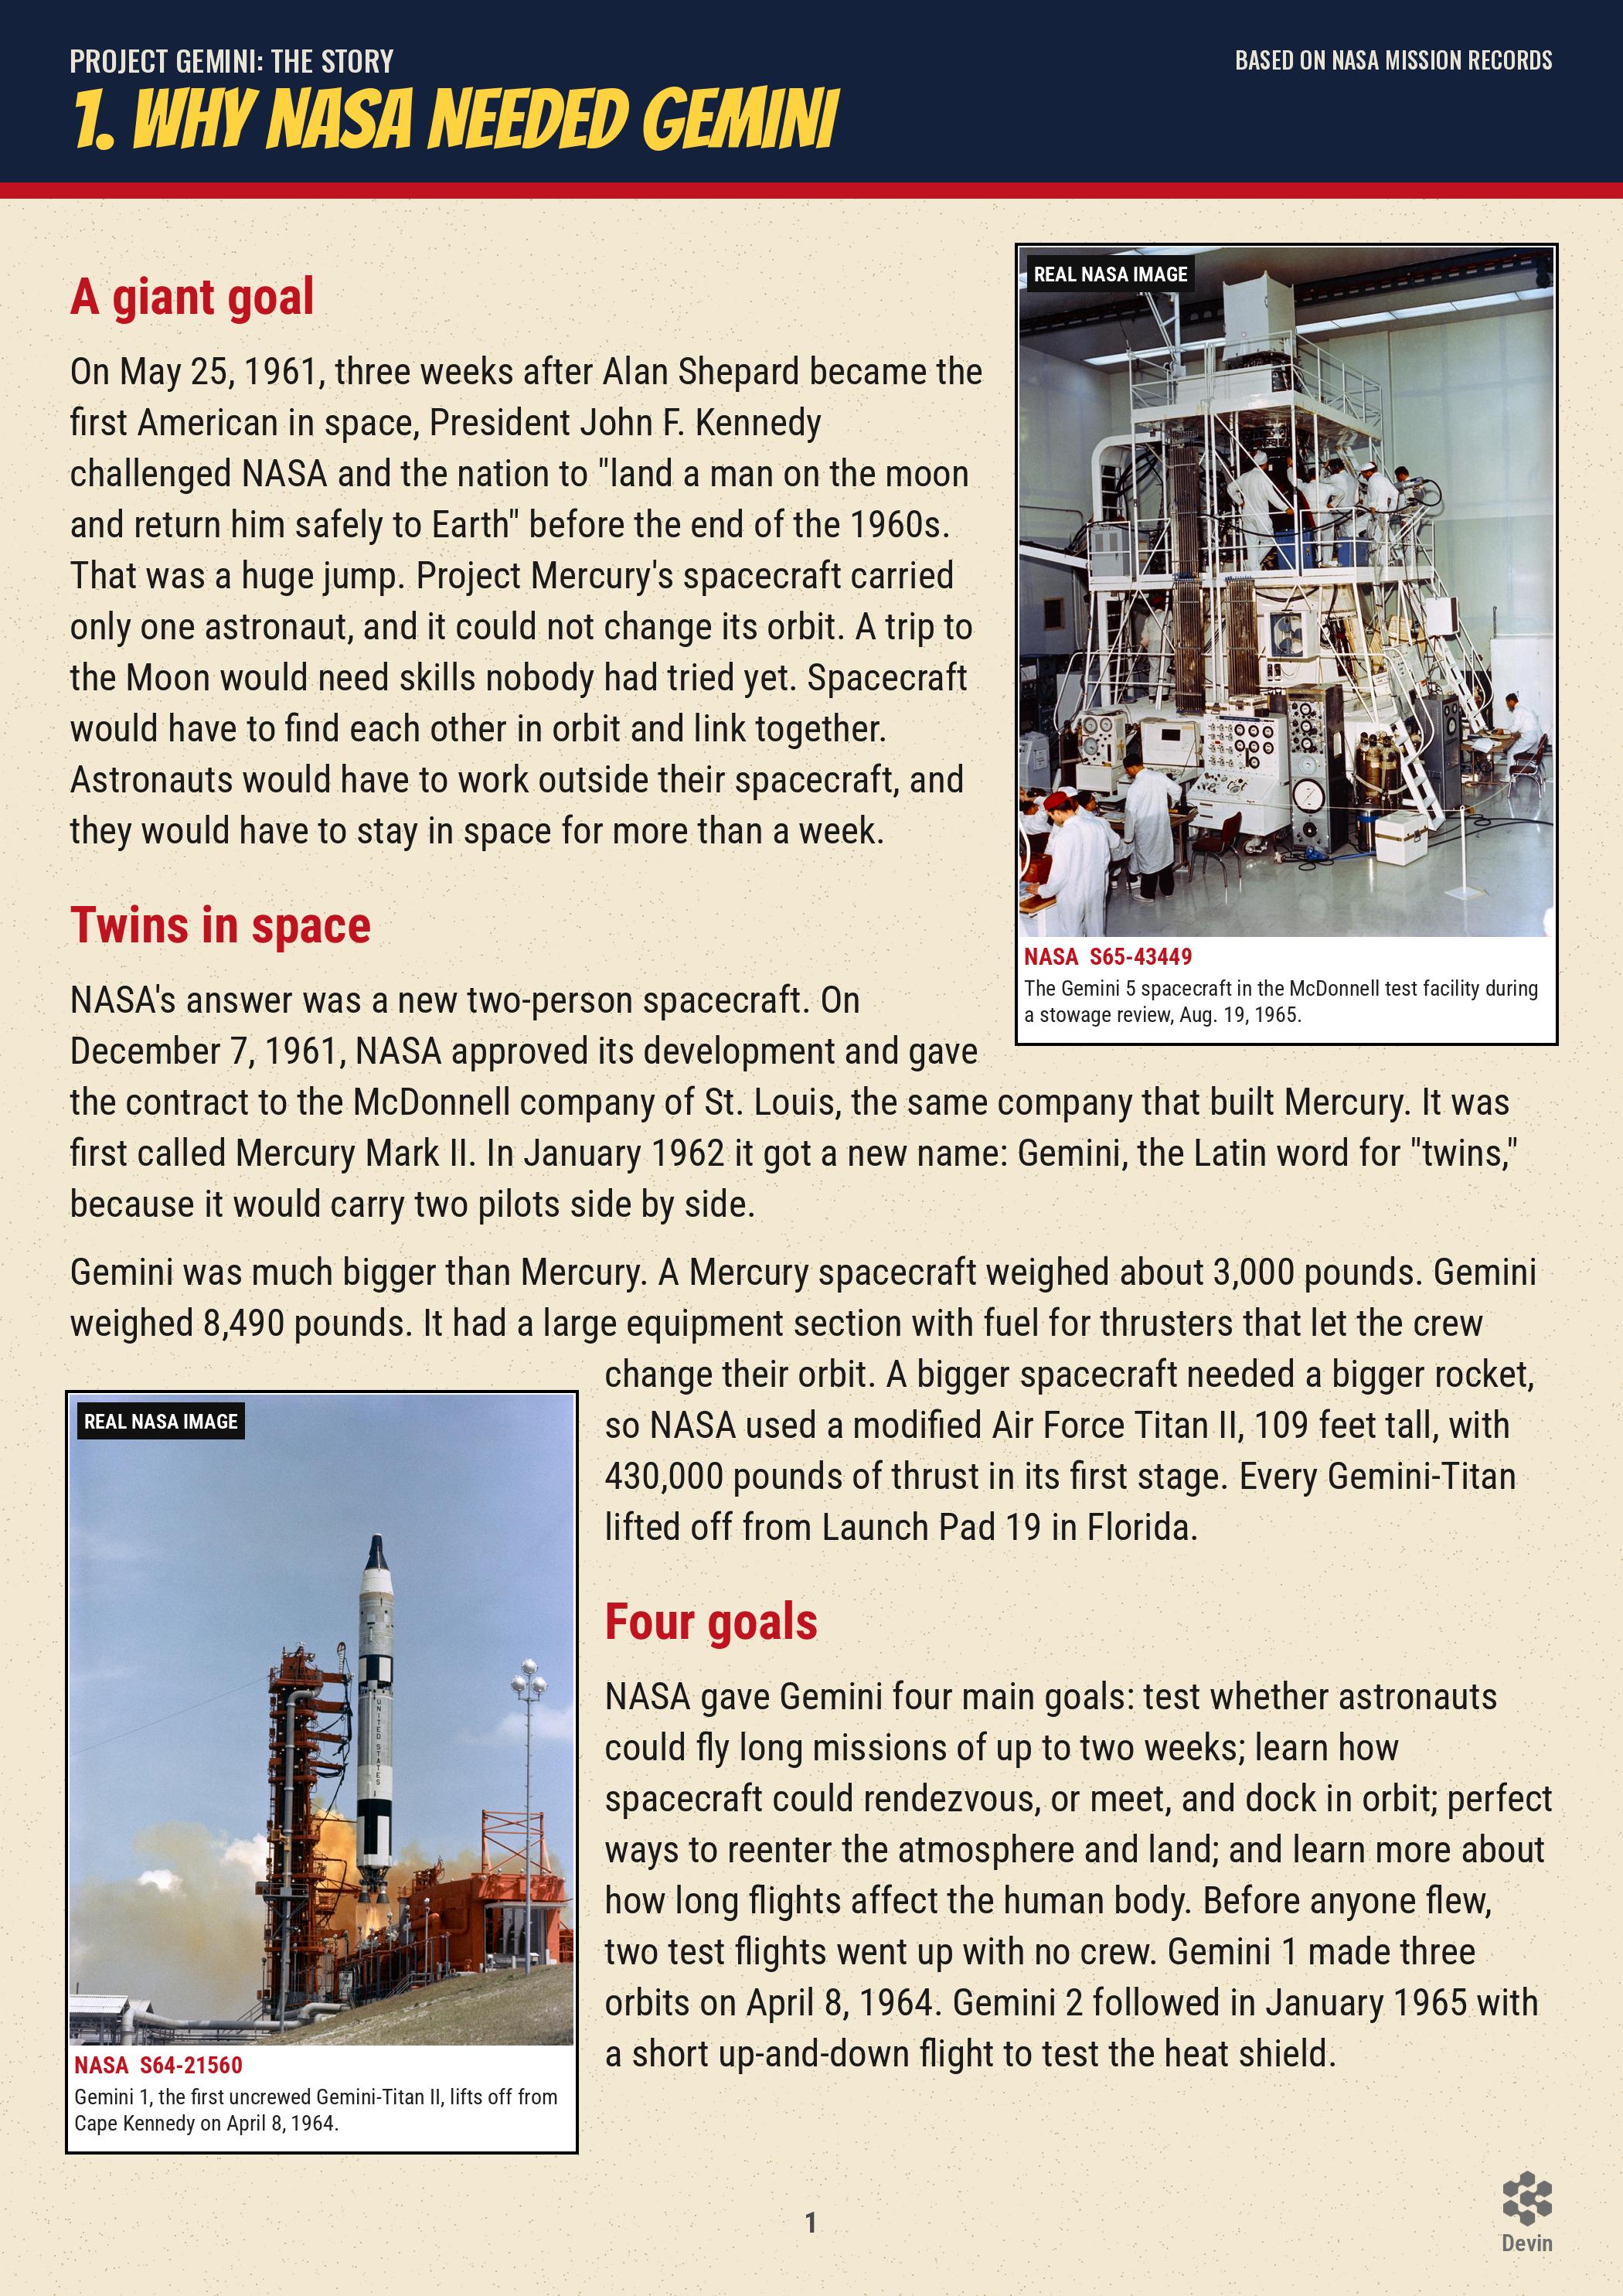 PROJECT GEMINI: THE STORY
BASED ON NASA MISSION RECORDS
1. WHY NASA NEEDED GEMINI
A giant goal
On May 25, 1961, three weeks after Alan Shepard became the
first American in space, President John F. Kennedy
challenged NASA and the nation to "land a man on the moon
and return him safely to Earth" before the end of the 1960s.
That was a huge jump. Project Mercury's spacecraft carried
only one astronaut, and it could not change its orbit. A trip to
the Moon would need skills nobody had tried yet. Spacecraft
would have to find each other in orbit and link together.
Astronauts would have to work outside their spacecraft, and
they would have to stay in space for more than a week.
REAL NASA IMAGE
NASA S65-43449
The Gemini 5 spacecraft in the McDonnell test facility during
a stowage review, Aug. 19, 1965.
Twins in space
NASA's answer was a new two-person spacecraft. On
December 7, 1961, NASA approved its development and gave
the contract to the McDonnell company of St. Louis, the same company that built Mercury. It was
first called Mercury Mark II. In January 1962 it got a new name: Gemini, the Latin word for "twins,"
because it would carry two pilots side by side.
Gemini was much bigger than Mercury. A Mercury spacecraft weighed about 3,000 pounds. Gemini
weighed 8,490 pounds. It had a large equipment section with fuel for thrusters that let the crew
change their orbit. A bigger spacecraft needed a bigger rocket,
so NASA used a modified Air Force Titan II, 109 feet tall, with
430,000 pounds of thrust in its first stage. Every Gemini-Titan
lifted off from Launch Pad 19 in Florida.
REAL NASA IMAGE
UNITED STATES
NASA S64-21560
Gemini 1, the first uncrewed Gemini-Titan II, lifts off from
Cape Kennedy on April 8, 1964.
Four goals
NASA gave Gemini four main goals: test whether astronauts
could fly long missions of up to two weeks; learn how
spacecraft could rendezvous, or meet, and dock in orbit; perfect
ways to reenter the atmosphere and land; and learn more about
how long flights affect the human body. Before anyone flew,
two test flights went up with no crew. Gemini 1 made three
orbits on April 8, 1964. Gemini 2 followed in January 1965 with
a short up-and-down flight to test the heat shield.
1
Devin